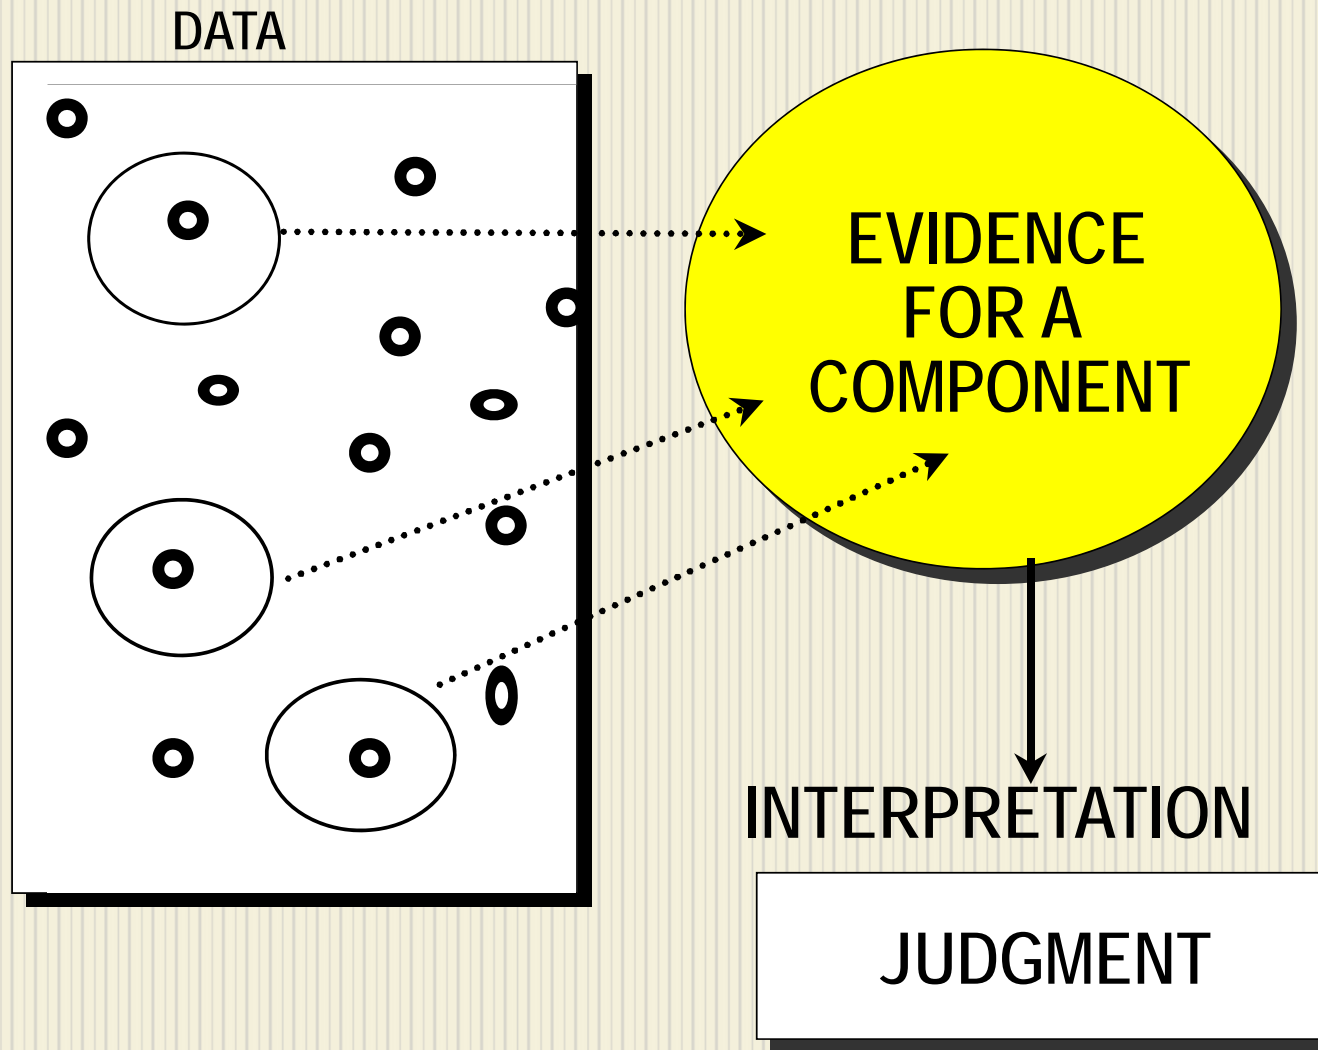 DATA
EVIDENCE
FOR A
COMPONENT
INTERPRETATION
JUDGMENT